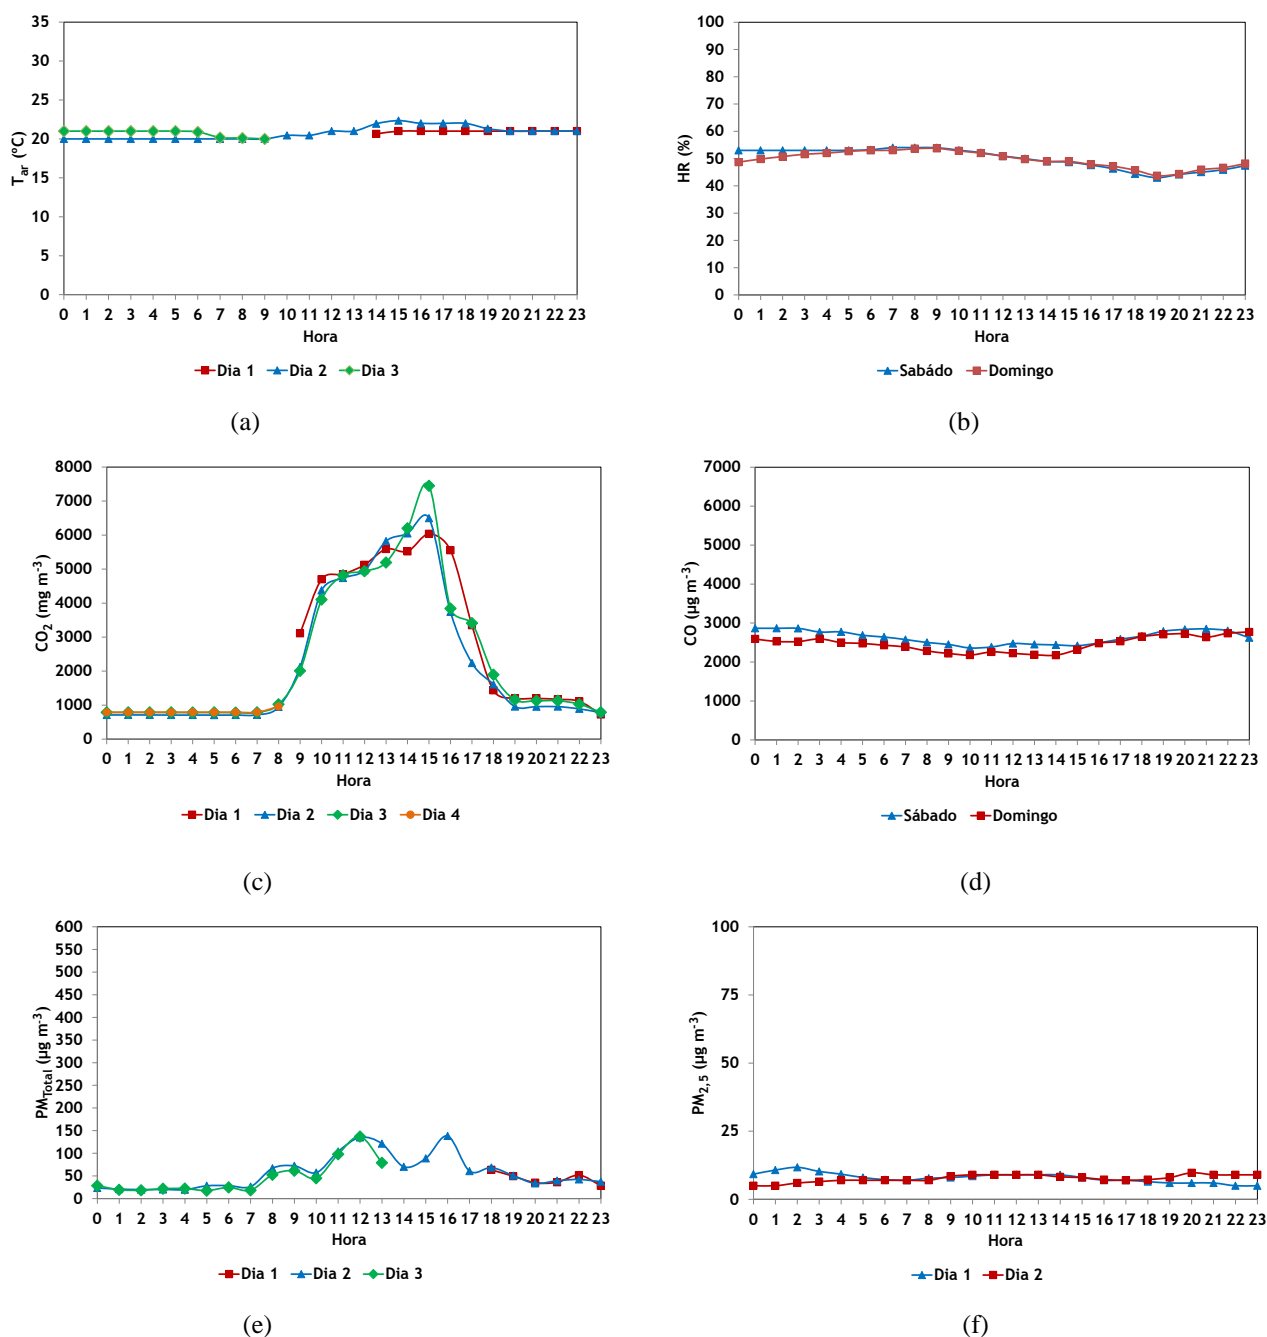 35
30
25
20
15
10
5
0
T_ar (ºC)
0 1 2 3 4 5 6 7 8 9 10 11 12 13 14 15 16 17 18 19 20 21 22 23
Hora
Dia 1 Dia 2 Dia 3
(a)
100
90
80
70
60
50
40
30
20
10
0
HR (%)
0 1 2 3 4 5 6 7 8 9 10 11 12 13 14 15 16 17 18 19 20 21 22 23
Hora
Sabádo Domingo
(b)
8000
7000
6000
5000
4000
3000
2000
1000
0
CO₂ (mg m⁻³)
0 1 2 3 4 5 6 7 8 9 10 11 12 13 14 15 16 17 18 19 20 21 22 23
Hora
Dia 1 Dia 2 Dia 3 Dia 4
(c)
7000
6000
5000
4000
3000
2000
1000
0
CO (µg m⁻³)
0 1 2 3 4 5 6 7 8 9 10 11 12 13 14 15 16 17 18 19 20 21 22 23
Hora
Sábado Domingo
(d)
600
550
500
450
400
350
300
250
200
150
100
50
0
PM_Total (µg m⁻³)
0 1 2 3 4 5 6 7 8 9 10 11 12 13 14 15 16 17 18 19 20 21 22 23
Hora
Dia 1 Dia 2 Dia 3
(e)
100
75
50
25
0
PM₂,₅ (µg m⁻³)
0 1 2 3 4 5 6 7 8 9 10 11 12 13 14 15 16 17 18 19 20 21 22 23
Hora
Dia 1 Dia 2
(f)